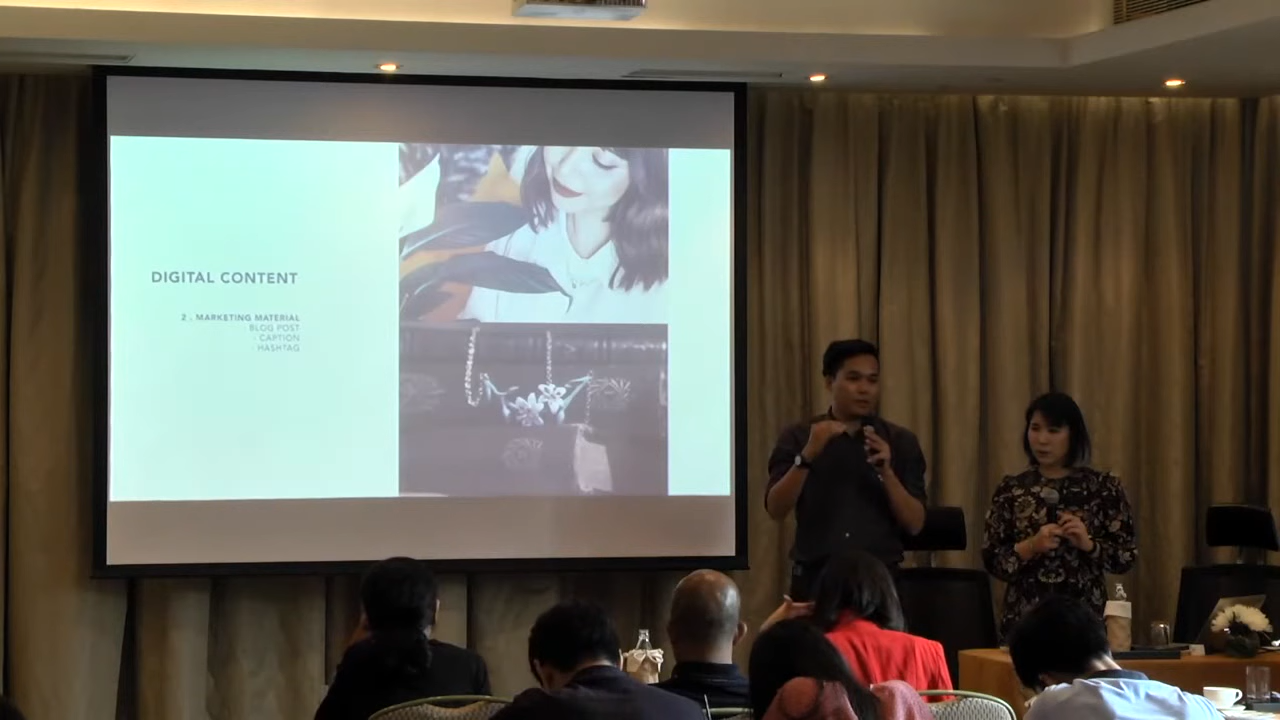 DIGITAL CONTENT
2 . MARKETING MATERIAL
BLOG POST
- CAPTION
- HASHTAG